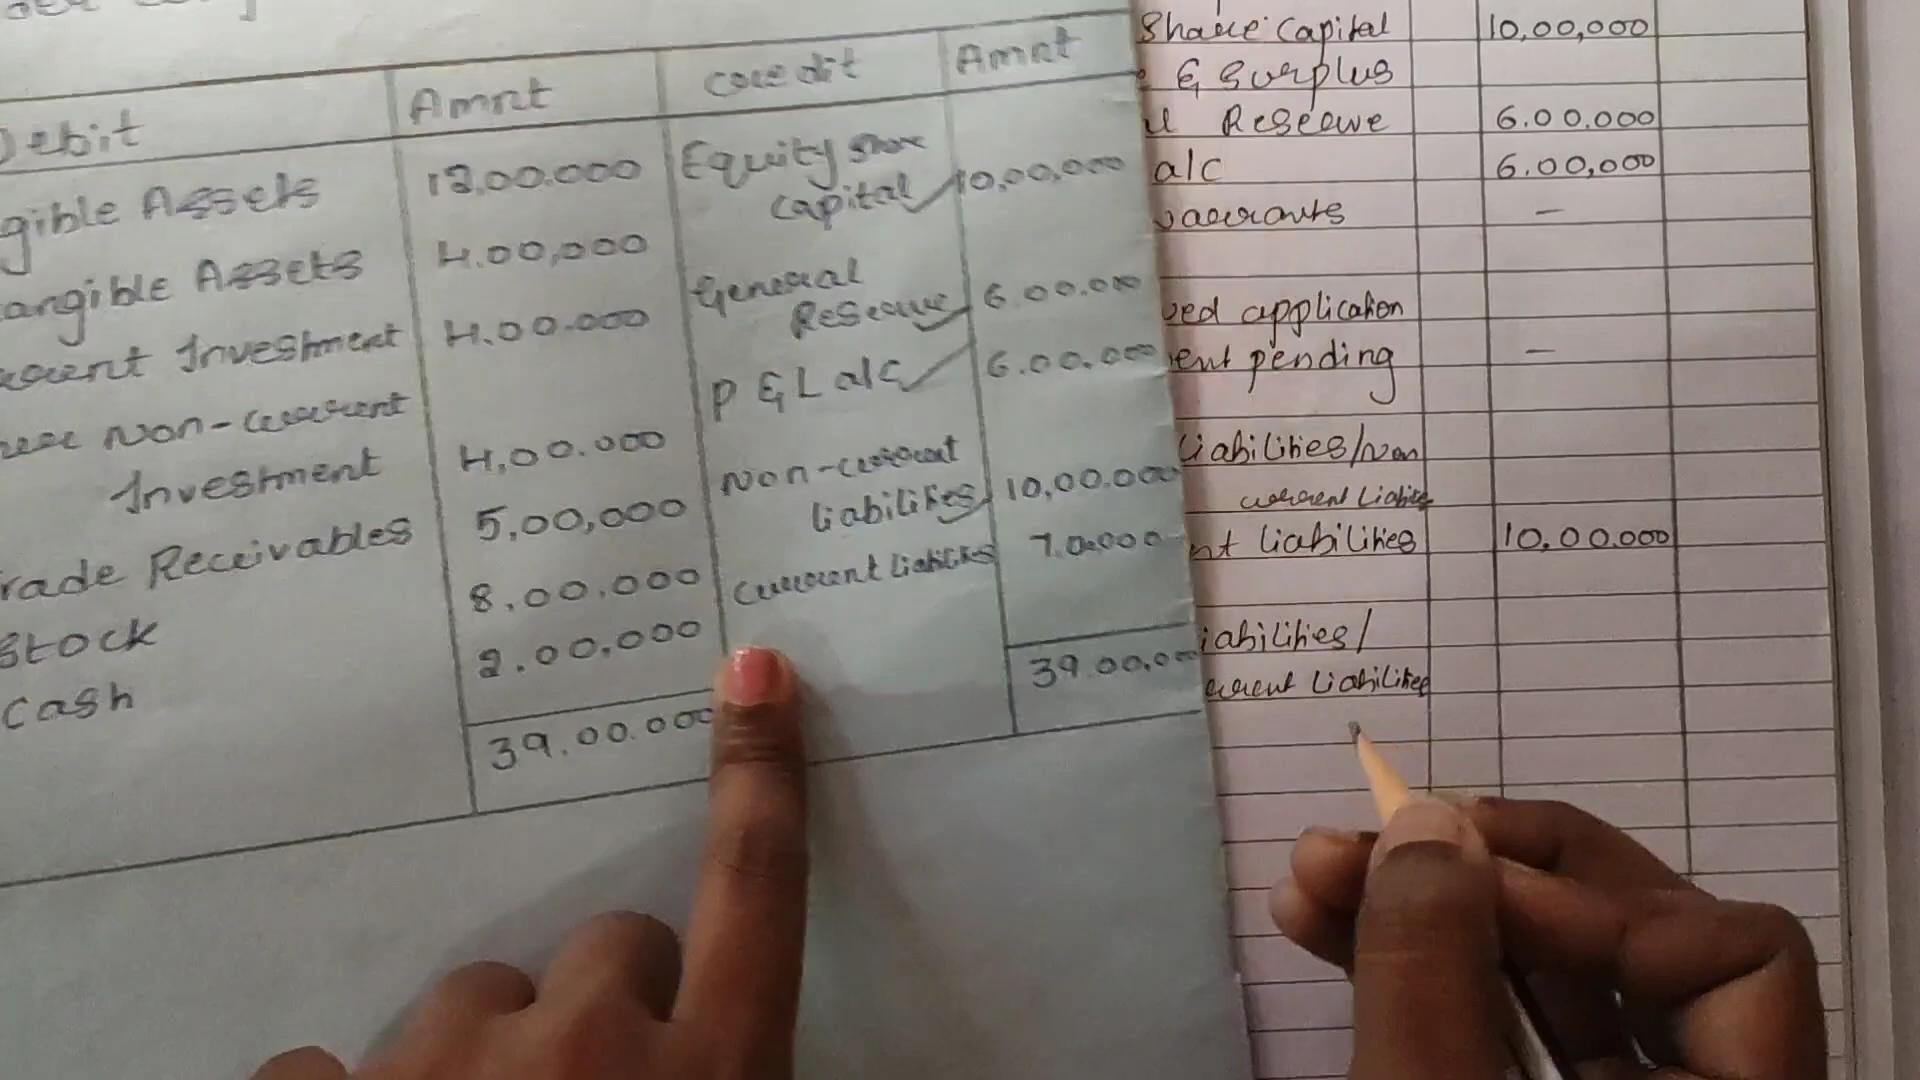 Debit
Amnt
Credit
Amnt
gible Assets
12.00.000
Equity share
capital
10,00,000
angible Assets
4.00,000
General
Reserve
6.00.000
rrent Investment
4.00.000
P & L a/c
6.00.000
Non-current
Investment
4,00.000
Non-current
liabilities
10,00.000
rade Receivables
5,00,000
current liabilities
7.00.000
Stock
8.00.000
Cash
2.00,000
39.00.000
39.00,000
Share Capital
10,00,000
& Surplus
Reserve
6.00.000
a/c
6.00,000
warrants
—
ved application
ent pending
—
Liabilities/Non
current Liabilities
nt liabilities
10,00.000
iabilities/
current Liabilities